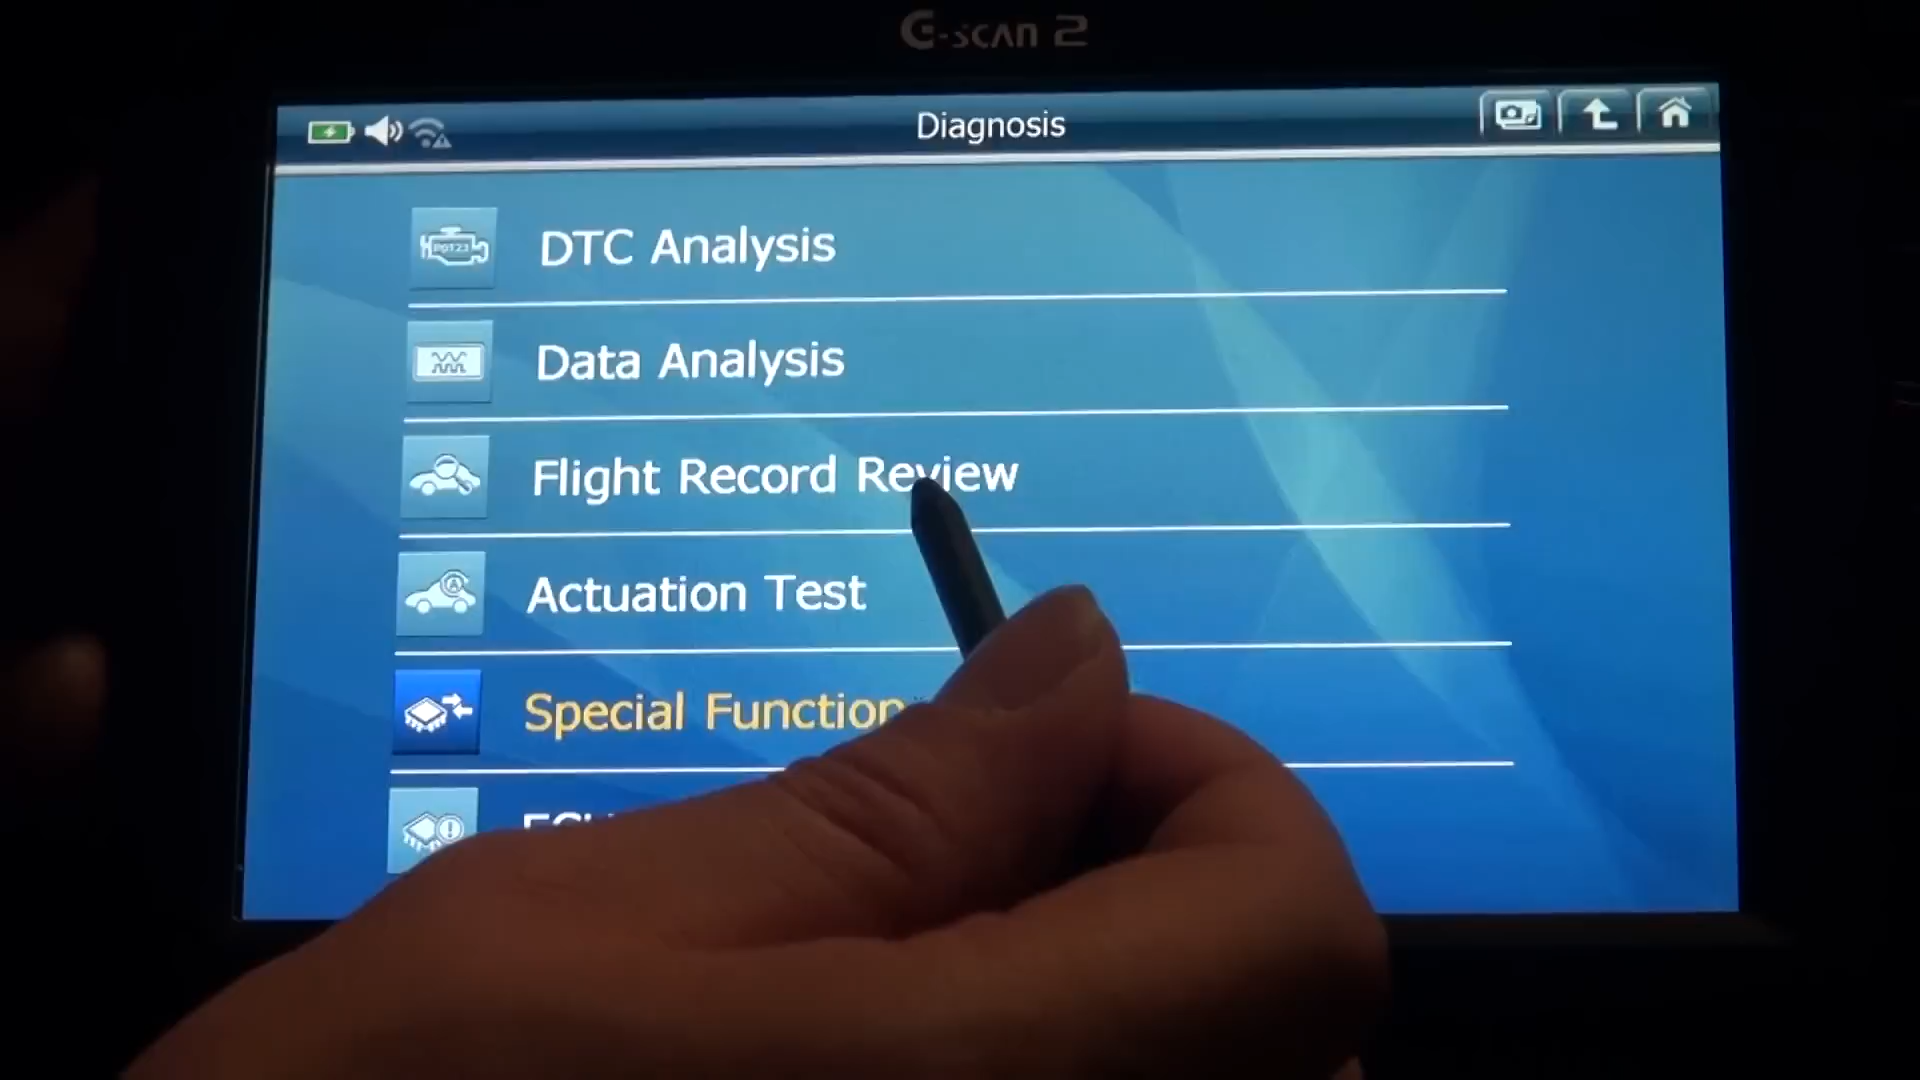 G-scan 2
Diagnosis
DTC Analysis
Data Analysis
Flight Record Review
Actuation Test
Special Function